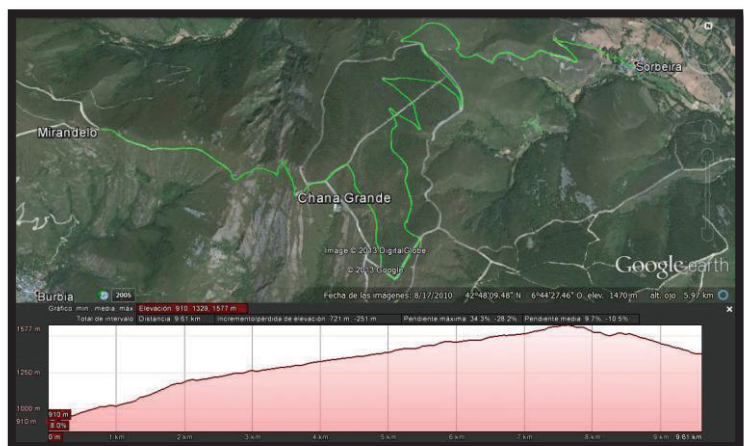 N
Sorbeira
Mirandelo
Chana Grande
Image © 2013 DigitalGlobe
© 2013 Google
Google earth
Burbia
2005
Fecha de las imágenes: 8/17/2010 42°48'09.48" N 6°44'27.46" O elev. 1470 m alt. ojo 5.97 km
Gráfico: mín., media, máx. Elevación: 910, 1329, 1577 m
Total de intervalo: Distancia: 9.61 km Incremento/pérdida de elevación: 721 m, -251 m Pendiente máxima: 34.3%, -28.2% Pendiente media: 9.7%, -10.5%
1577 m
1250 m
1000 m
910 m
910 m
8.0%
0 m 1 km 2 km 3 km 4 km 5 km 6 km 7 km 8 km 9 km 9.61 km